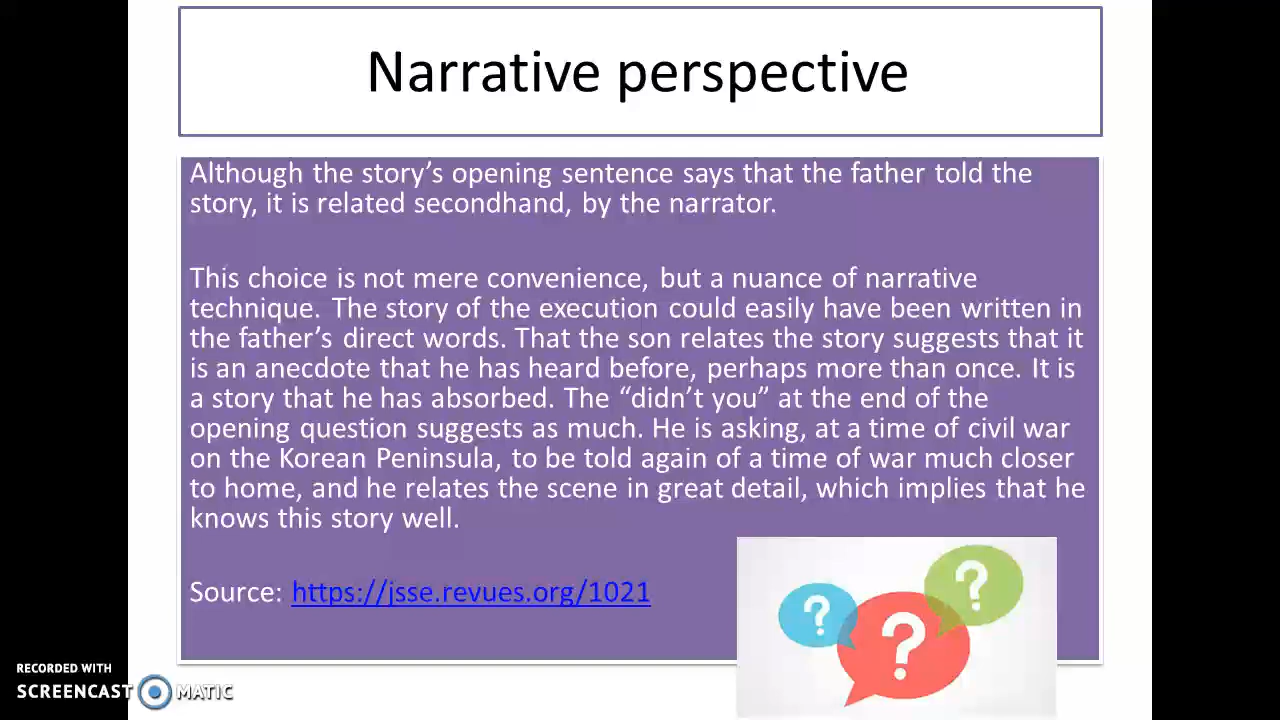 Narrative perspective
Although the story’s opening sentence says that the father told the
story, it is related secondhand, by the narrator.
This choice is not mere convenience, but a nuance of narrative
technique. The story of the execution could easily have been written in
the father’s direct words. That the son relates the story suggests that it
is an anecdote that he has heard before, perhaps more than once. It is
a story that he has absorbed. The “didn’t you” at the end of the
opening question suggests as much. He is asking, at a time of civil war
on the Korean Peninsula, to be told again of a time of war much closer
to home, and he relates the scene in great detail, which implies that he
knows this story well.
Source: https://jsse.revues.org/1021
?
?
?
RECORDED WITH
SCREENCAST MATIC